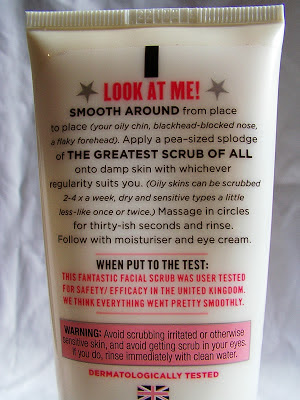 LOOK AT ME!
SMOOTH AROUND from place
to place (your oily chin, blackhead-blocked nose,
a flaky forehead). Apply a pea-sized splodge
of THE GREATEST SCRUB OF ALL
onto damp skin with whichever
regularity suits you. (Oily skins can be scrubbed
2-4 x a week, dry and sensitive types a little
less-like once or twice.) Massage in circles
for thirty-ish seconds and rinse.
Follow with moisturiser and eye cream.
WHEN PUT TO THE TEST:
THIS FANTASTIC FACIAL SCRUB WAS USER TESTED
FOR SAFETY/ EFFICACY IN THE UNITED KINGDOM.
WE THINK EVERYTHING WENT PRETTY SMOOTHLY.
WARNING: Avoid scrubbing irritated or otherwise
sensitive skin, and avoid getting scrub in your eyes.
If you do, rinse immediately with clean water.
DERMATOLOGICALLY TESTED